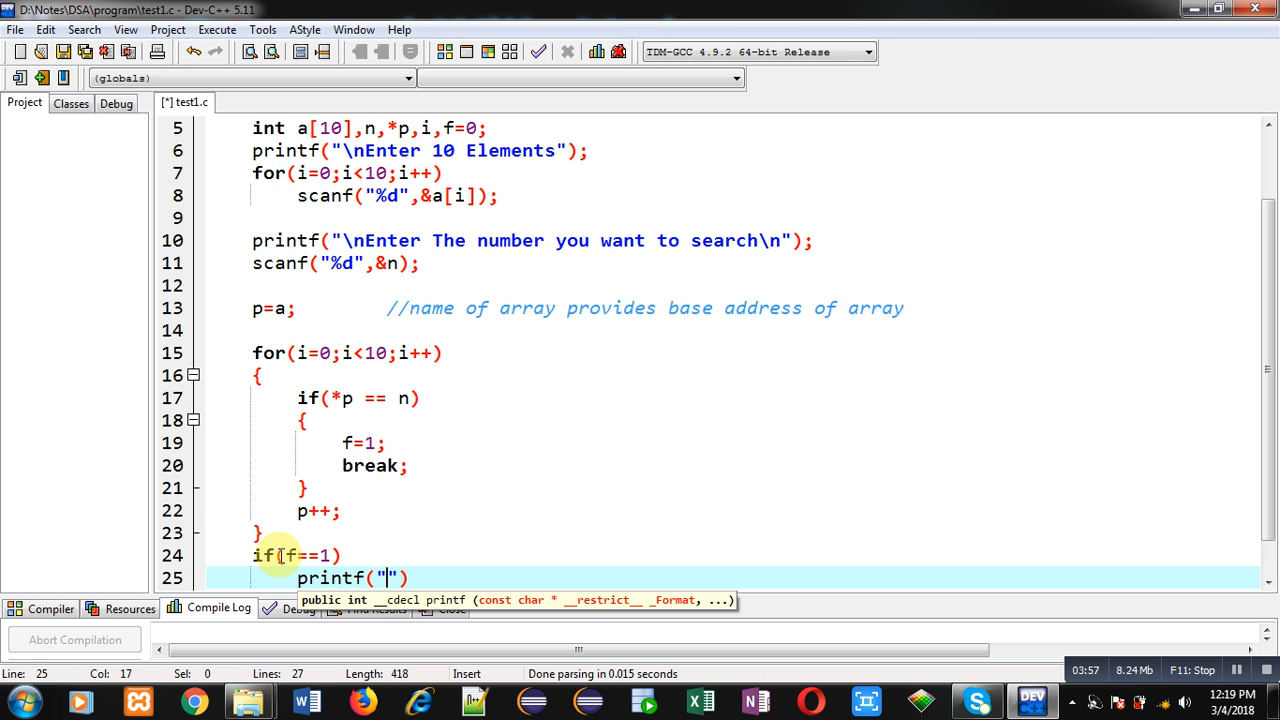 D:\Notes\DSA\program\test1.c - Dev-C++ 5.11
File Edit Search View Project Execute Tools AStyle Window Help
TDM-GCC 4.9.2 64-bit Release
(globals)
Project Classes Debug [*] test1.c
5 int a[10],n,*p,i,f=0;
6 printf("\nEnter 10 Elements");
7 for(i=0;i<10;i++)
8 scanf("%d",&a[i]);
9
10 printf("\nEnter The number you want to search\n");
11 scanf("%d",&n);
12
13 p=a; //name of array provides base address of array
14
15 for(i=0;i<10;i++)
16 {
17 if(*p == n)
18 {
19 f=1;
20 break;
21 }
22 p++;
23 }
24 if(f==1)
25 printf("")
public int __cdecl printf (const char * __restrict__ _Format, ...)
Compiler Resources Compile Log Debug Find Results Close
Abort Compilation
Line: 25 Col: 17 Sel: 0 Lines: 27 Length: 418 Insert Done parsing in 0.015 seconds
03:57 8.24 Mb F11: Stop
12:19 PM
3/4/2018